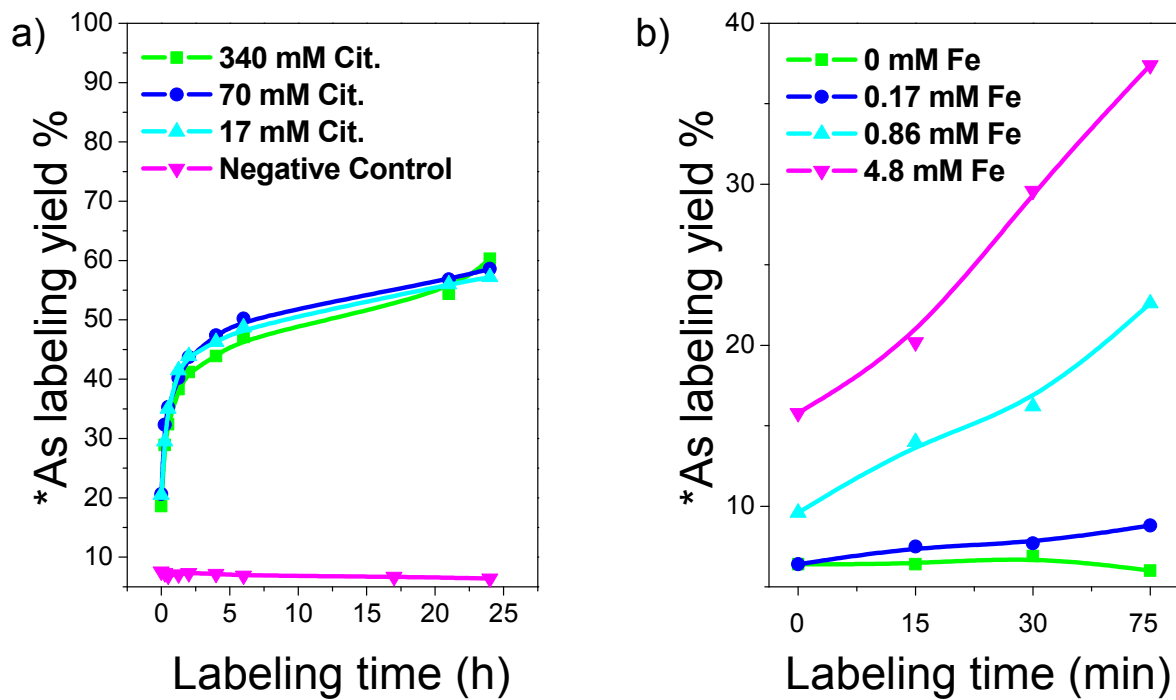 a)
*As labeling yield %
100
90
80
70
60
50
40
30
20
10
340 mM Cit.
70 mM Cit.
17 mM Cit.
Negative Control
0 5 10 15 20 25
Labeling time (h)
b)
*As labeling yield %
40
30
20
10
0 mM Fe
0.17 mM Fe
0.86 mM Fe
4.8 mM Fe
0 15 30 75
Labeling time (min)